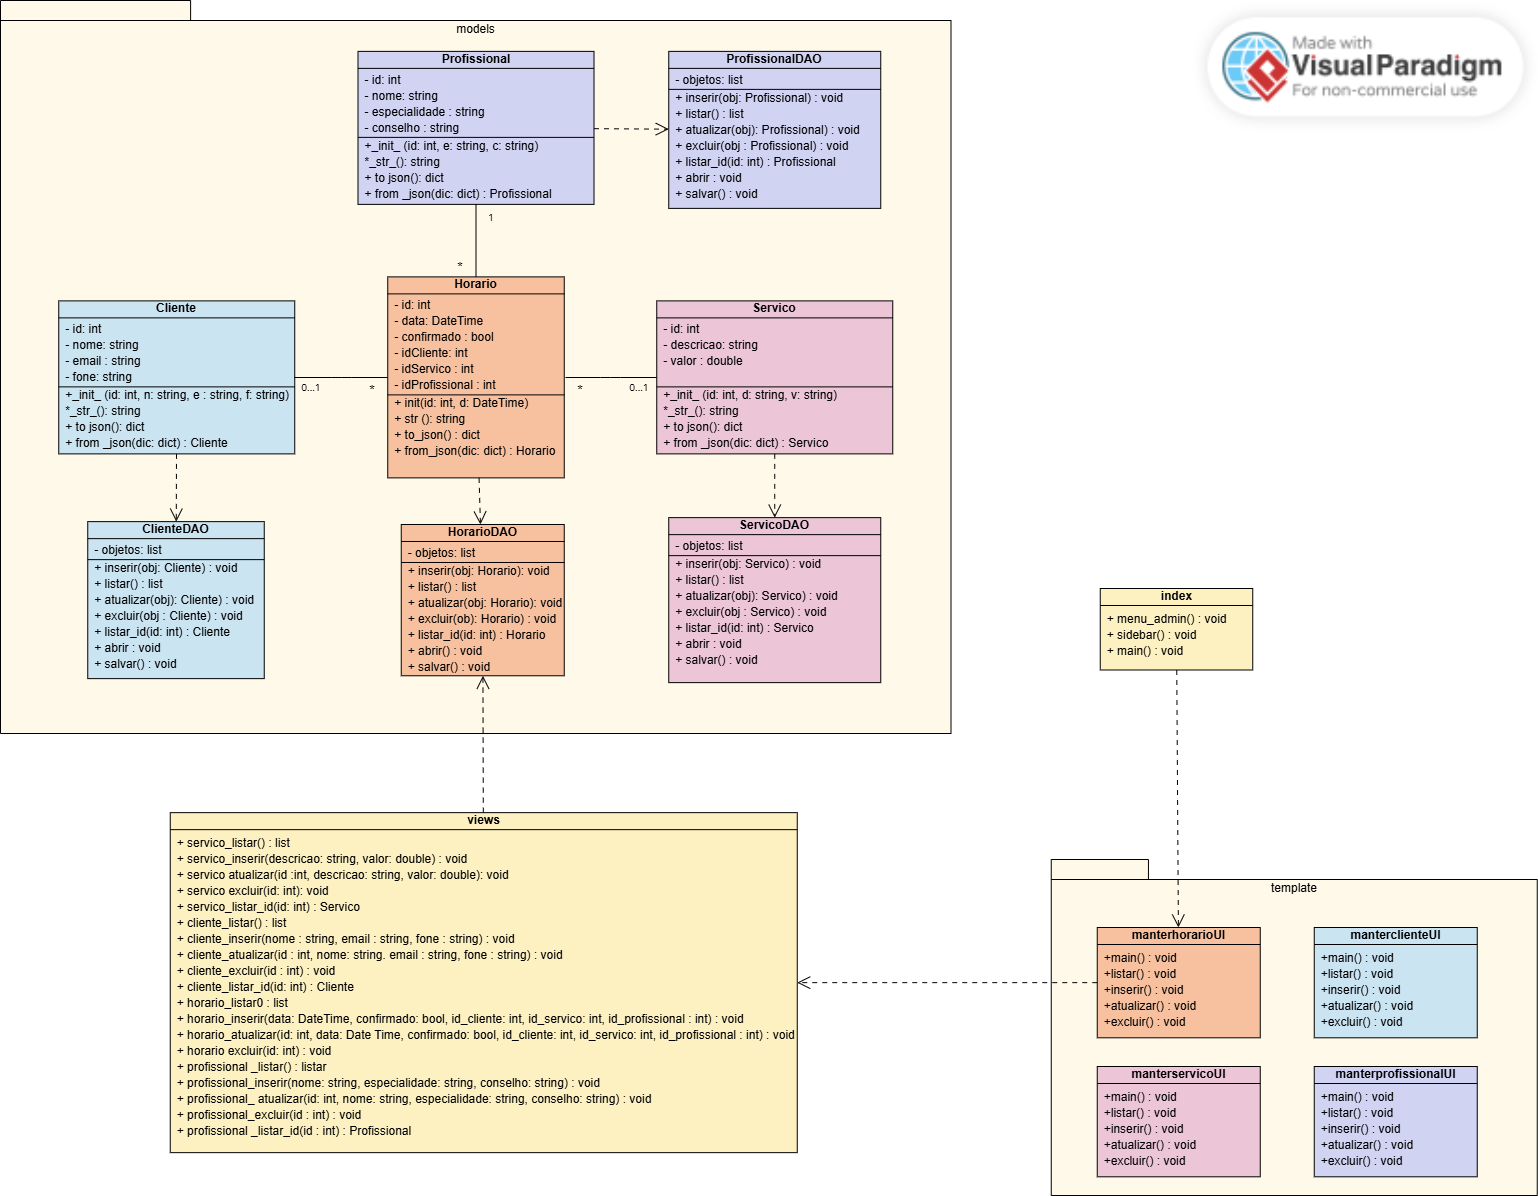 models
Made with
Visual Paradigm
For non-commercial use
Profissional
- id: int
- nome: string
- especialidade : string
- conselho : string
+_init_ (id: int, e: string, c: string)
*_str_(): string
+ to json(): dict
+ from _json(dic: dict) : Profissional
ProfissionalDAO
- objetos: list
+ inserir(obj: Profissional) : void
+ listar() : list
+ atualizar(obj): Profissional) : void
+ excluir(obj : Profissional) : void
+ listar_id(id: int) : Profissional
+ abrir : void
+ salvar() : void
1
*
Cliente
- id: int
- nome: string
- email : string
- fone: string
+_init_ (id: int, n: string, e : string, f: string)
*_str_(): string
+ to json(): dict
+ from _json(dic: dict) : Cliente
0...1
*
Horario
- id: int
- data: DateTime
- confirmado : bool
- idCliente: int
- idServico : int
- idProfissional : int
+ init(id: int, d: DateTime)
+ str (): string
+ to_json() : dict
+ from_json(dic: dict) : Horario
*
0...1
Servico
- id: int
- descricao: string
- valor : double
+_init_ (id: int, d: string, v: string)
*_str_(): string
+ to json(): dict
+ from _json(dic: dict) : Servico
ClienteDAO
- objetos: list
+ inserir(obj: Cliente) : void
+ listar() : list
+ atualizar(obj): Cliente) : void
+ excluir(obj : Cliente) : void
+ listar_id(id: int) : Cliente
+ abrir : void
+ salvar() : void
HorarioDAO
- objetos: list
+ inserir(obj: Horario): void
+ listar() : list
+ atualizar(obj: Horario): void
+ excluir(ob): Horario) : void
+ listar_id(id: int) : Horario
+ abrir() : void
+ salvar() : void
ServicoDAO
- objetos: list
+ inserir(obj: Servico) : void
+ listar() : list
+ atualizar(obj): Servico) : void
+ excluir(obj : Servico) : void
+ listar_id(id: int) : Servico
+ abrir : void
+ salvar() : void
index
+ menu_admin() : void
+ sidebar() : void
+ main() : void
views
+ servico_listar() : list
+ servico_inserir(descricao: string, valor: double) : void
+ servico atualizar(id :int, descricao: string, valor: double): void
+ servico excluir(id: int): void
+ servico_listar_id(id: int) : Servico
+ cliente_listar() : list
+ cliente_inserir(nome : string, email : string, fone : string) : void
+ cliente_atualizar(id : int, nome: string. email : string, fone : string) : void
+ cliente_excluir(id : int) : void
+ cliente_listar_id(id: int) : Cliente
+ horario_listar0 : list
+ horario_inserir(data: DateTime, confirmado: bool, id_cliente: int, id_servico: int, id_profissional : int) : void
+ horario_atualizar(id: int, data: Date Time, confirmado: bool, id_cliente: int, id_servico: int, id_profissional : int) : void
+ horario excluir(id: int) : void
+ profissional _listar() : listar
+ profissional_inserir(nome: string, especialidade: string, conselho: string) : void
+ profissional_ atualizar(id: int, nome: string, especialidade: string, conselho: string) : void
+ profissional_excluir(id : int) : void
+ profissional _listar_id(id : int) : Profissional
template
manterhorarioUI
+main() : void
+listar() : void
+inserir() : void
+atualizar() : void
+excluir() : void
manterclienteUI
+main() : void
+listar() : void
+inserir() : void
+atualizar() : void
+excluir() : void
manterservicoUI
+main() : void
+listar() : void
+inserir() : void
+atualizar() : void
+excluir() : void
manterprofissionalUI
+main() : void
+listar() : void
+inserir() : void
+atualizar() : void
+excluir() : void